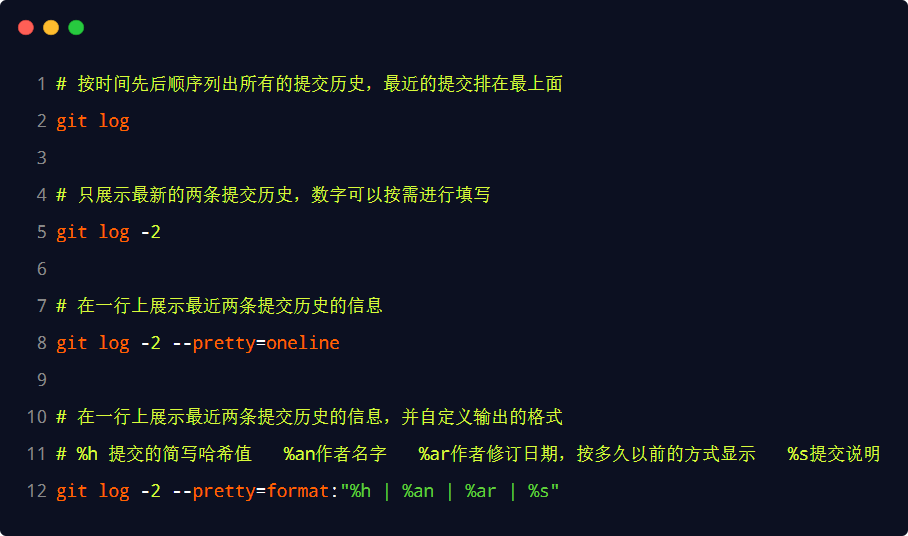 1 # 按时间先后顺序列出所有的提交历史，最近的提交排在最上面
2 git log
3
4 # 只展示最新的两条提交历史，数字可以按需进行填写
5 git log -2
6
7 # 在一行上展示最近两条提交历史的信息
8 git log -2 --pretty=oneline
9
10 # 在一行上展示最近两条提交历史的信息，并自定义输出的格式
11 # %h 提交的简写哈希值   %an作者名字   %ar作者修订日期，按多久以前的方式显示   %s提交说明
12 git log -2 --pretty=format:"%h | %an | %ar | %s"